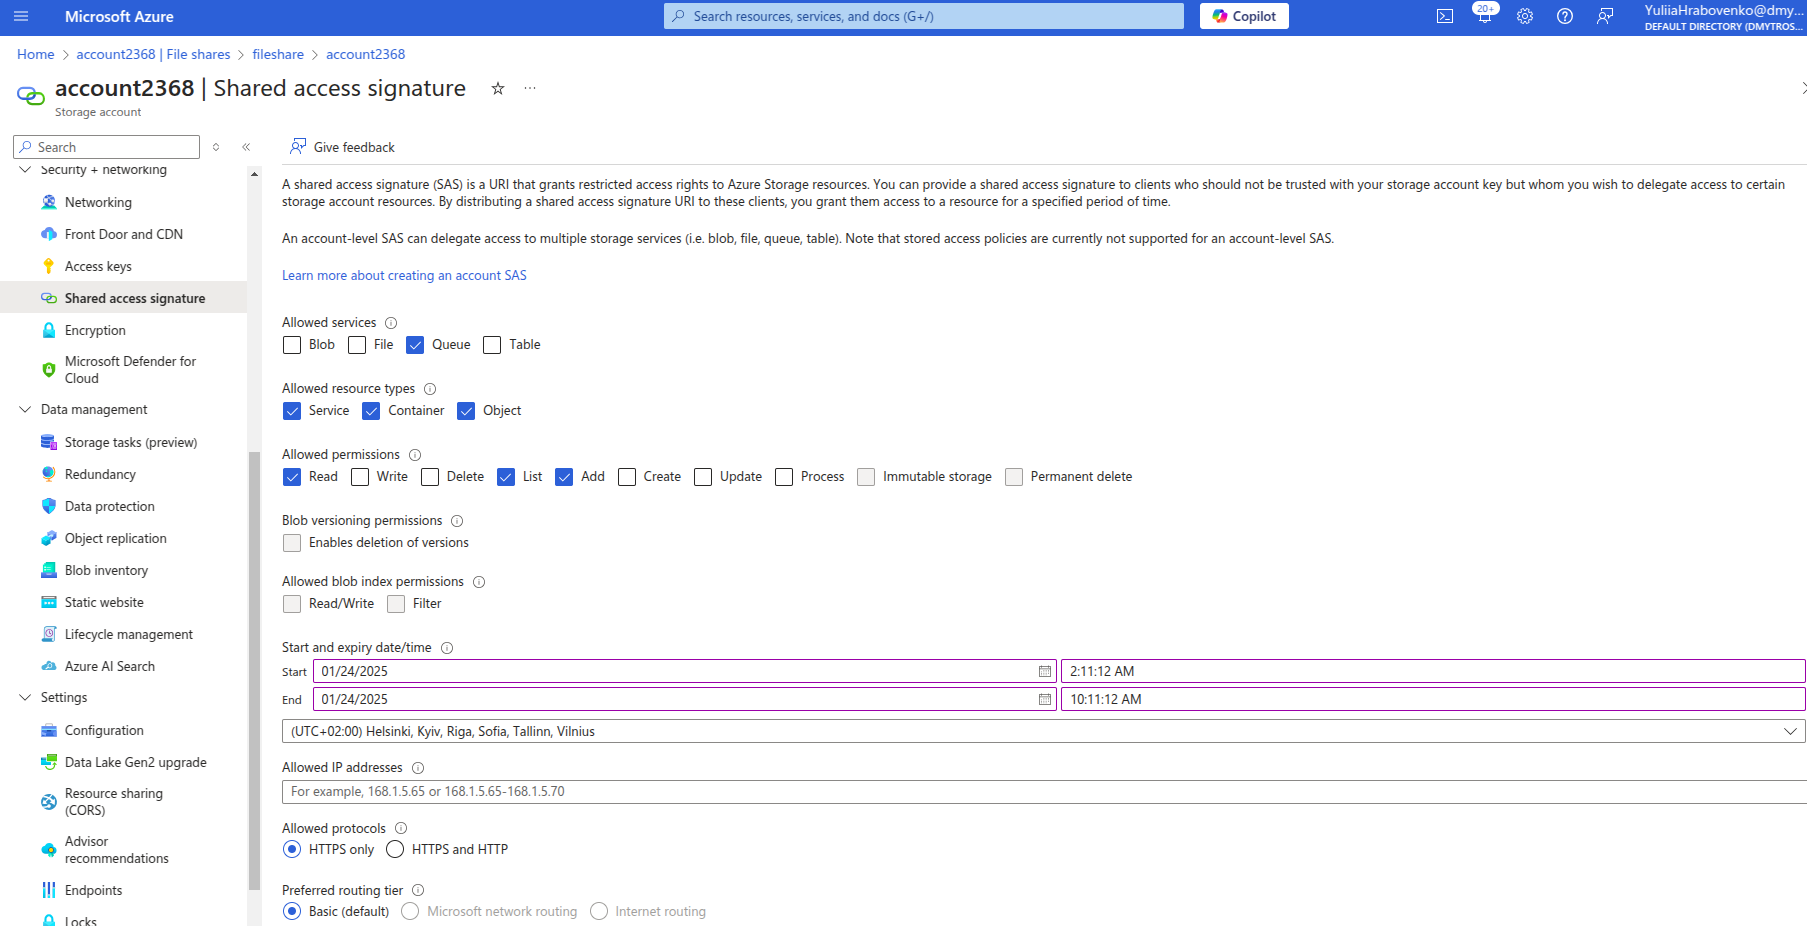 Microsoft Azure
Search resources, services, and docs (G+/)
Copilot
20+
YuliiaHrabovenko@dmy...
DEFAULT DIRECTORY (DMYTROS...
Home > account2368 | File shares > fileshare > account2368
account2368 | Shared access signature
Storage account
Search
Security + networking
Networking
Front Door and CDN
Access keys
Shared access signature
Encryption
Microsoft Defender for
Cloud
Data management
Storage tasks (preview)
Redundancy
Data protection
Object replication
Blob inventory
Static website
Lifecycle management
Azure AI Search
Settings
Configuration
Data Lake Gen2 upgrade
Resource sharing
(CORS)
Advisor
recommendations
Endpoints
Locks
Give feedback
A shared access signature (SAS) is a URI that grants restricted access rights to Azure Storage resources. You can provide a shared access signature to clients who should not be trusted with your storage account key but whom you wish to delegate access to certain
storage account resources. By distributing a shared access signature URI to these clients, you grant them access to a resource for a specified period of time.
An account-level SAS can delegate access to multiple storage services (i.e. blob, file, queue, table). Note that stored access policies are currently not supported for an account-level SAS.
Learn more about creating an account SAS
Allowed services
Blob File Queue Table
Allowed resource types
Service Container Object
Allowed permissions
Read Write Delete List Add Create Update Process Immutable storage Permanent delete
Blob versioning permissions
Enables deletion of versions
Allowed blob index permissions
Read/Write Filter
Start and expiry date/time
Start 01/24/2025 2:11:12 AM
End 01/24/2025 10:11:12 AM
(UTC+02:00) Helsinki, Kyiv, Riga, Sofia, Tallinn, Vilnius
Allowed IP addresses
For example, 168.1.5.65 or 168.1.5.65-168.1.5.70
Allowed protocols
HTTPS only HTTPS and HTTP
Preferred routing tier
Basic (default) Microsoft network routing Internet routing